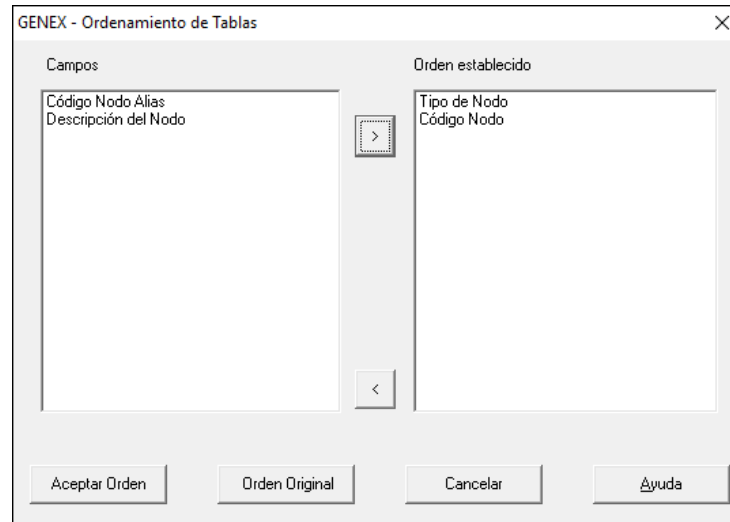 GENEX - Ordenamiento de Tablas
Campos
Orden establecido
Código Nodo Alias
Descripción del Nodo
>
Tipo de Nodo
Código Nodo
<
Aceptar Orden
Orden Original
Cancelar
Ayuda